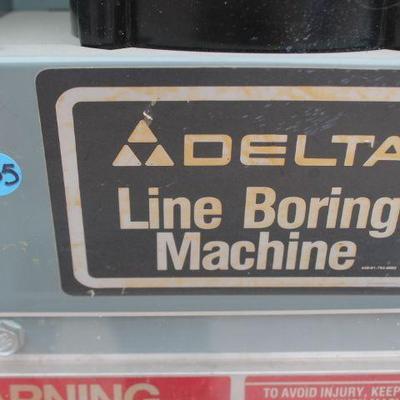 DELTA
Line Boring
Machine
TO AVOID INJURY, KEEP